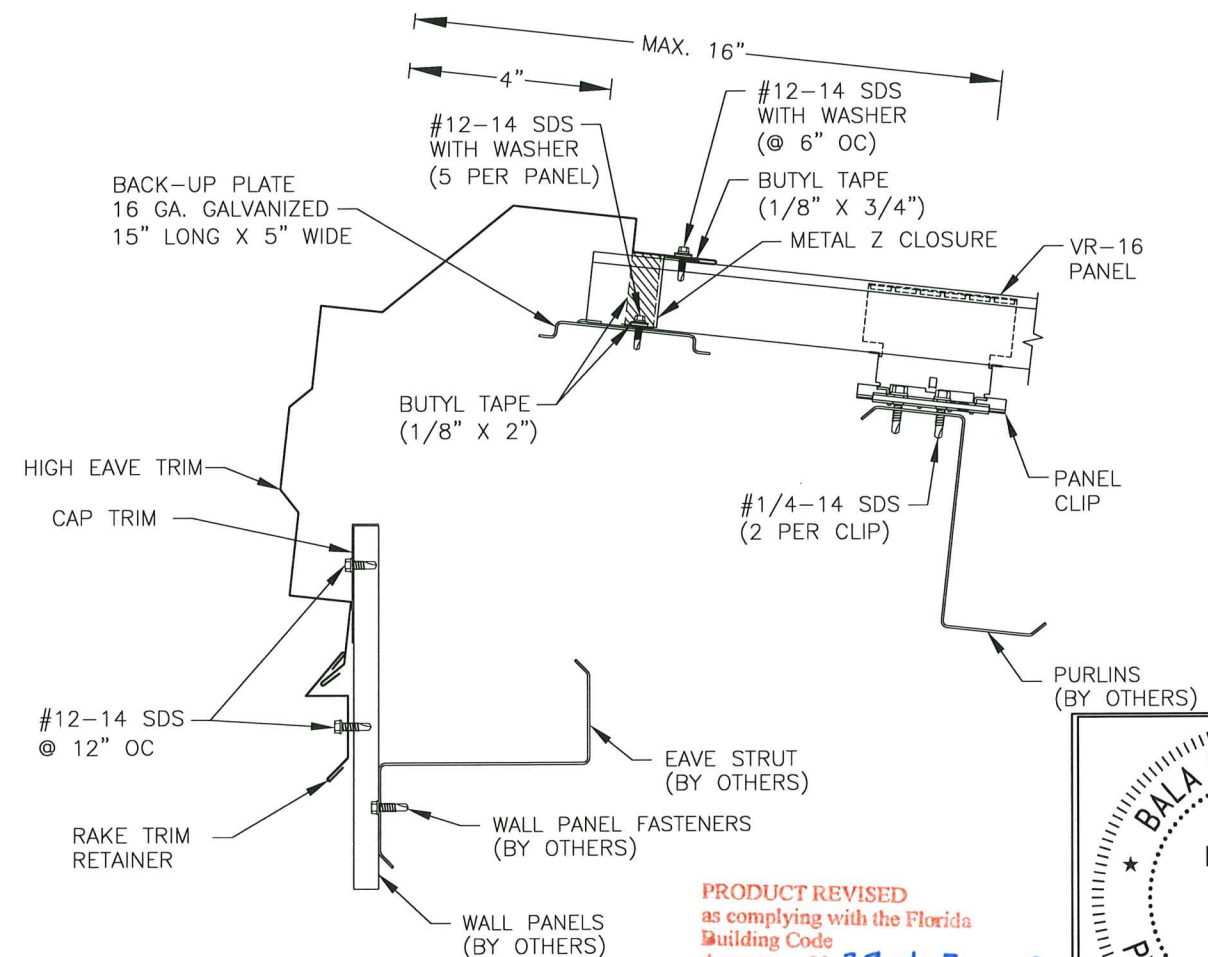 MAX. 16"
4"
#12-14 SDS
WITH WASHER
(@ 6" OC)
#12-14 SDS
WITH WASHER
(5 PER PANEL)
BUTYL TAPE
(1/8" X 3/4")
BACK-UP PLATE
16 GA. GALVANIZED
15" LONG X 5" WIDE
METAL Z CLOSURE
VR-16
PANEL
BUTYL TAPE
(1/8" X 2")
HIGH EAVE TRIM
CAP TRIM
#1/4-14 SDS
(2 PER CLIP)
PANEL
CLIP
PURLINS
(BY OTHERS)
#12-14 SDS
@ 12" OC
EAVE STRUT
(BY OTHERS)
RAKE TRIM
RETAINER
WALL PANEL FASTENERS
(BY OTHERS)
WALL PANELS
(BY OTHERS)
PRODUCT REVISED
as complying with the Florida
Building Code
BALA